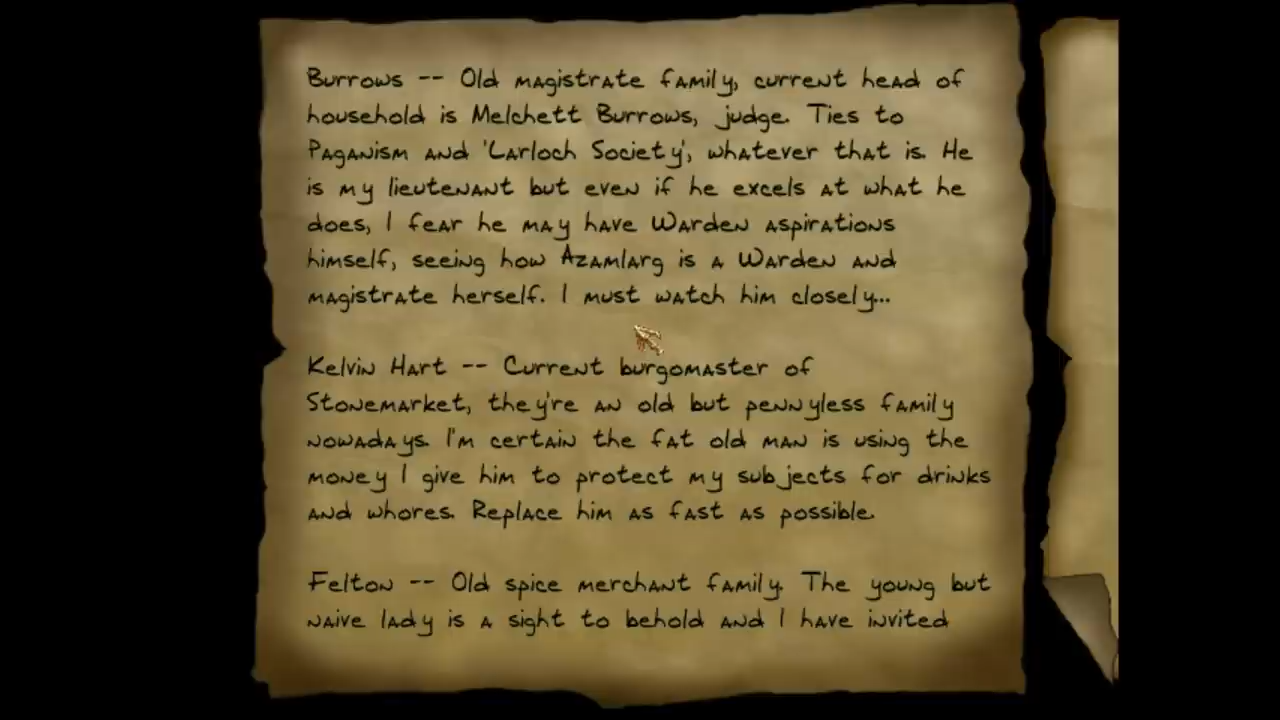 Burrows -- Old magistrate family, current head of
household is Melchett Burrows, judge. Ties to
Paganism and 'Larloch Society', whatever that is. He
is my lieutenant but even if he excels at what he
does, I fear he may have Warden aspirations
himself, seeing how Azamlarg is a Warden and
magistrate herself. I must watch him closely...
Kelvin Hart -- Current burgomaster of
Stonemarket, they're an old but pennyless family
nowadays. I'm certain the fat old man is using the
money I give him to protect my subjects for drinks
and whores. Replace him as fast as possible.
Felton -- Old spice merchant family. The young but
naive lady is a sight to behold and I have invited